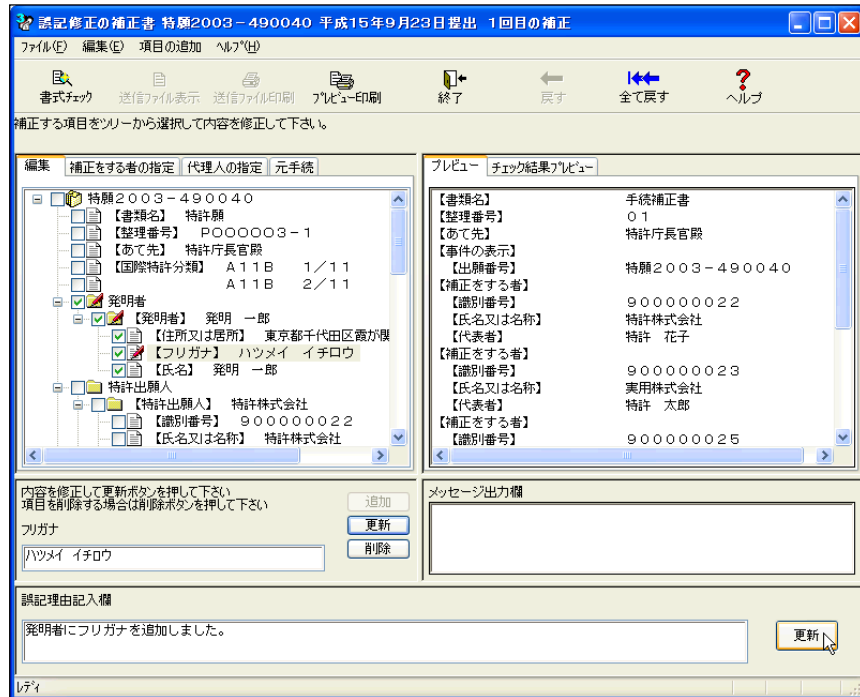 誤記修正の補正書 特願2003-490040 平成15年9月23日提出 1回目の補正
ファイル(F) 編集(E) 項目の追加 ヘルプ(H)
書式チェック 送信ファイル表示 送信ファイル印刷 プレビュー印刷 終了 戻す 全て戻す ヘルプ
補正する項目をツリーから選択して内容を修正して下さい。
編集 補正をする者の指定 代理人の指定 元手続
特願2003-490040
【書類名】 特許願
【整理番号】 P000003-1
【あて先】 特許庁長官殿
【国際特許分類】 A11B 1/11
A11B 2/11
発明者
【発明者】 発明 一郎
【住所又は居所】 東京都千代田区霞が
【フリガナ】 ハツメイ イチロウ
【氏名】 発明 一郎
特許出願人
【特許出願人】 特許株式会社
【識別番号】 900000022
【氏名又は名称】 特許株式会社
プレビュー チェック結果プレビュー
【書類名】 手続補正書
【整理番号】 01
【あて先】 特許庁長官殿
【事件の表示】
【出願番号】 特願2003-490040
【補正をする者】
【識別番号】 900000022
【氏名又は名称】 特許株式会社
【代表者】 特許 花子
【補正をする者】
【識別番号】 900000023
【氏名又は名称】 実用株式会社
【代表者】 特許 太郎
【補正をする者】
【識別番号】 900000025
内容を修正して更新ボタンを押して下さい
項目を削除する場合は削除ボタンを押して下さい
追加
フリガナ
更新
ハツメイ イチロウ
削除
メッセージ出力欄
誤記理由記入欄
発明者にフリガナを追加しました。
更新
レディ